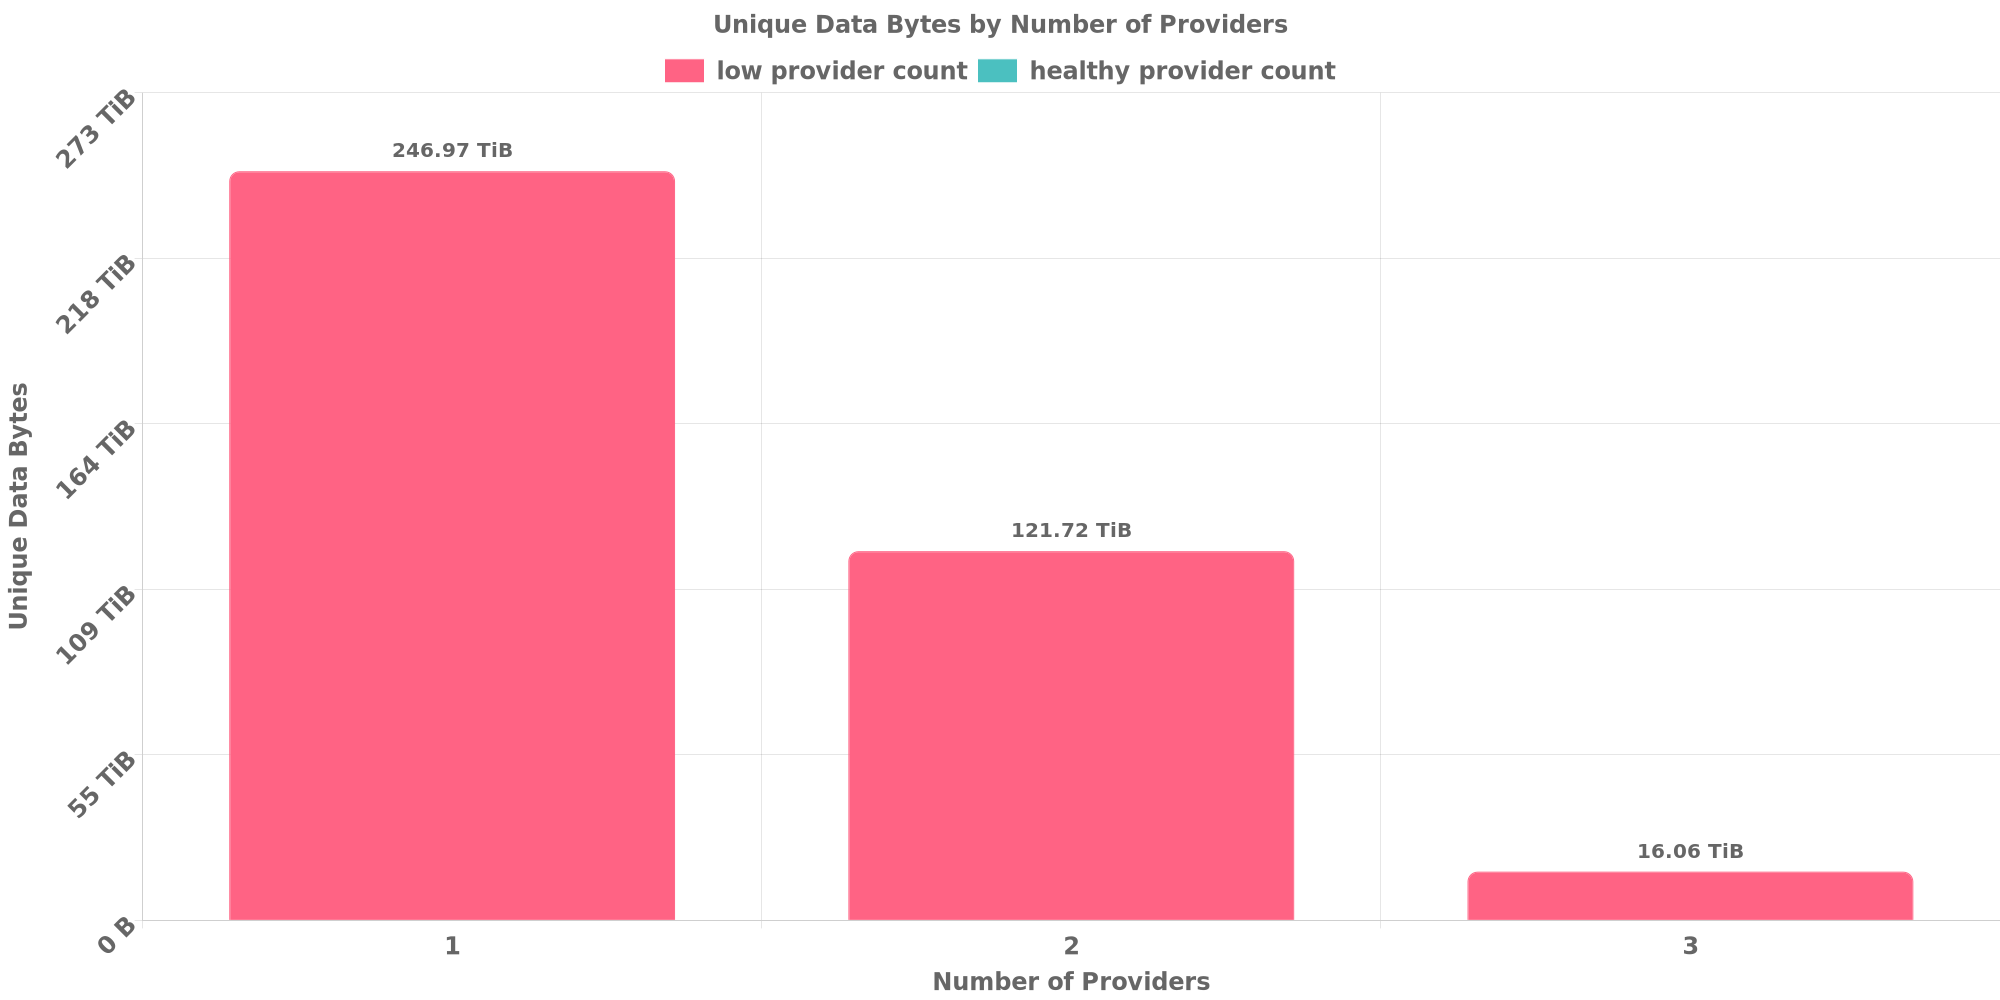 Unique Data Bytes by Number of Providers
low provider count healthy provider count
273 TiB
218 TiB
164 TiB
109 TiB
55 TiB
0 B
Unique Data Bytes
246.97 TiB
121.72 TiB
16.06 TiB
1 2 3
Number of Providers